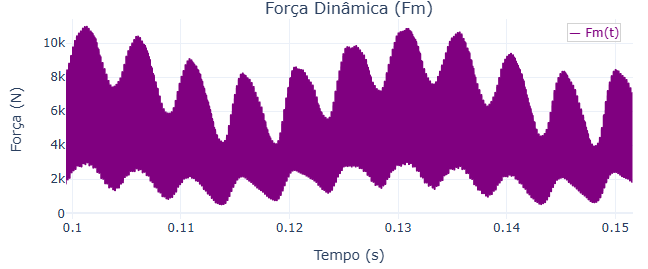 Força Dinâmica (Fm)
Fm(t)
10k
8k
6k
4k
2k
0
Força (N)
0.1
0.11
0.12
0.13
0.14
0.15
Tempo (s)